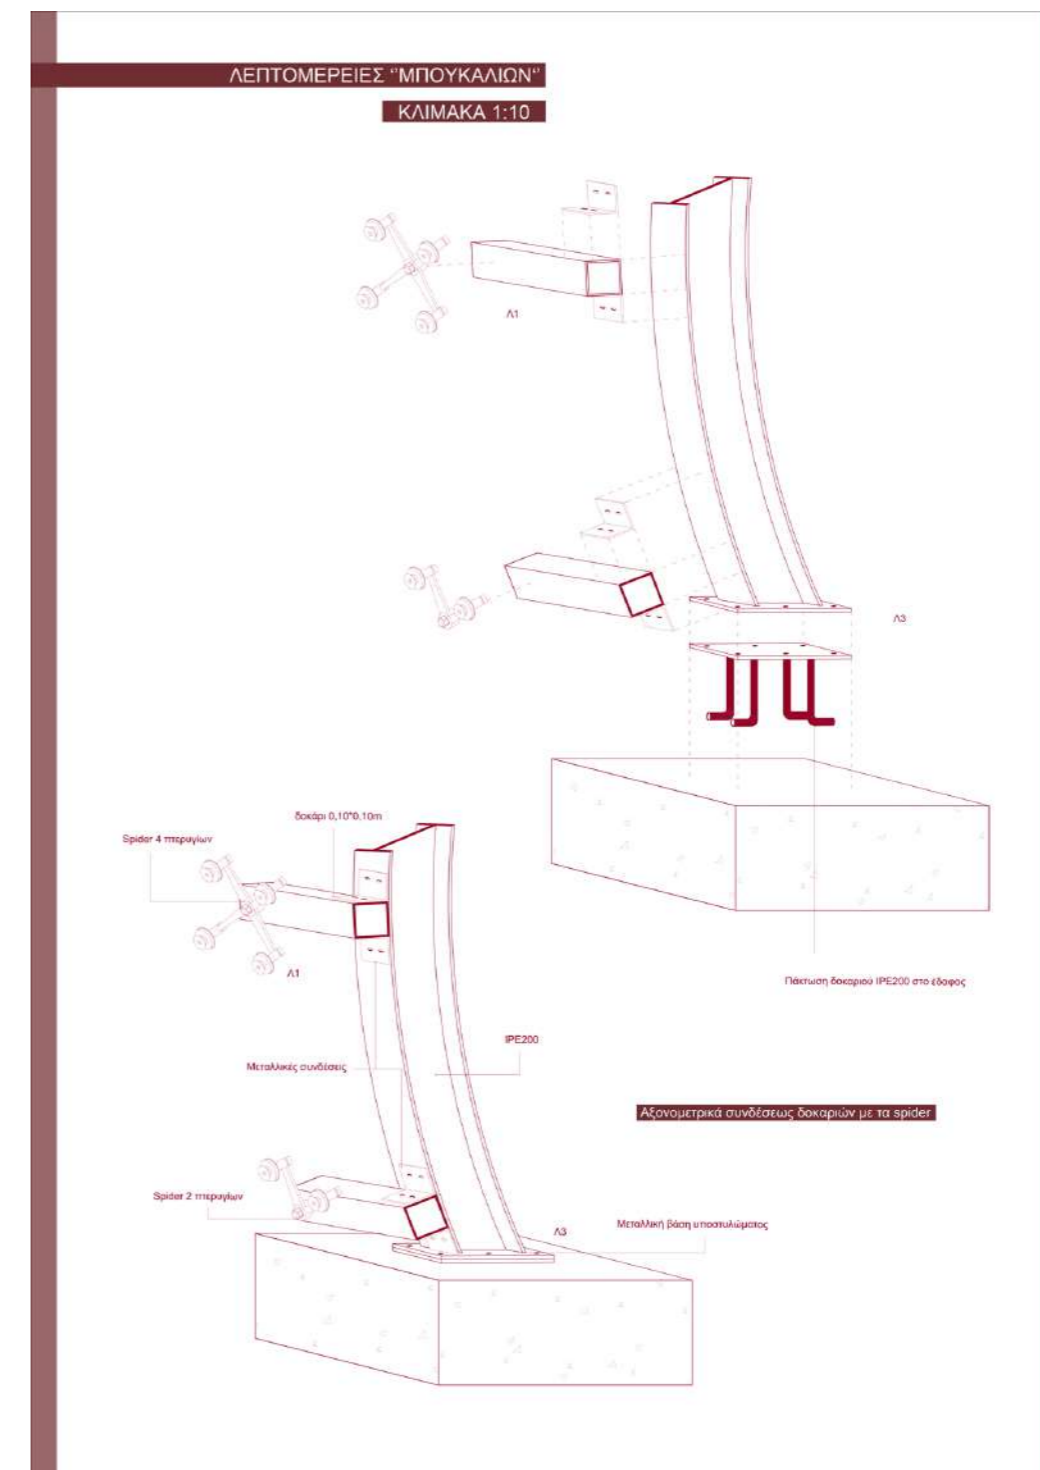 ΛΕΠΤΟΜΕΡΕΙΕΣ "ΜΠΟΥΚΑΛΙΩΝ"
ΚΛΙΜΑΚΑ 1:10
Λ1
Λ3
δοκάρι 0,10*0,10m
Spider 4 πτερυγίων
Λ1
Πάκτωση δοκαριού IPE200 στο έδαφος
IPE200
Μεταλλικές συνδέσεις
Αξονομετρικά συνδέσεως δοκαριών με τα spider
Spider 2 πτερυγίων
Λ3
Μεταλλική βάση υποστυλώματος